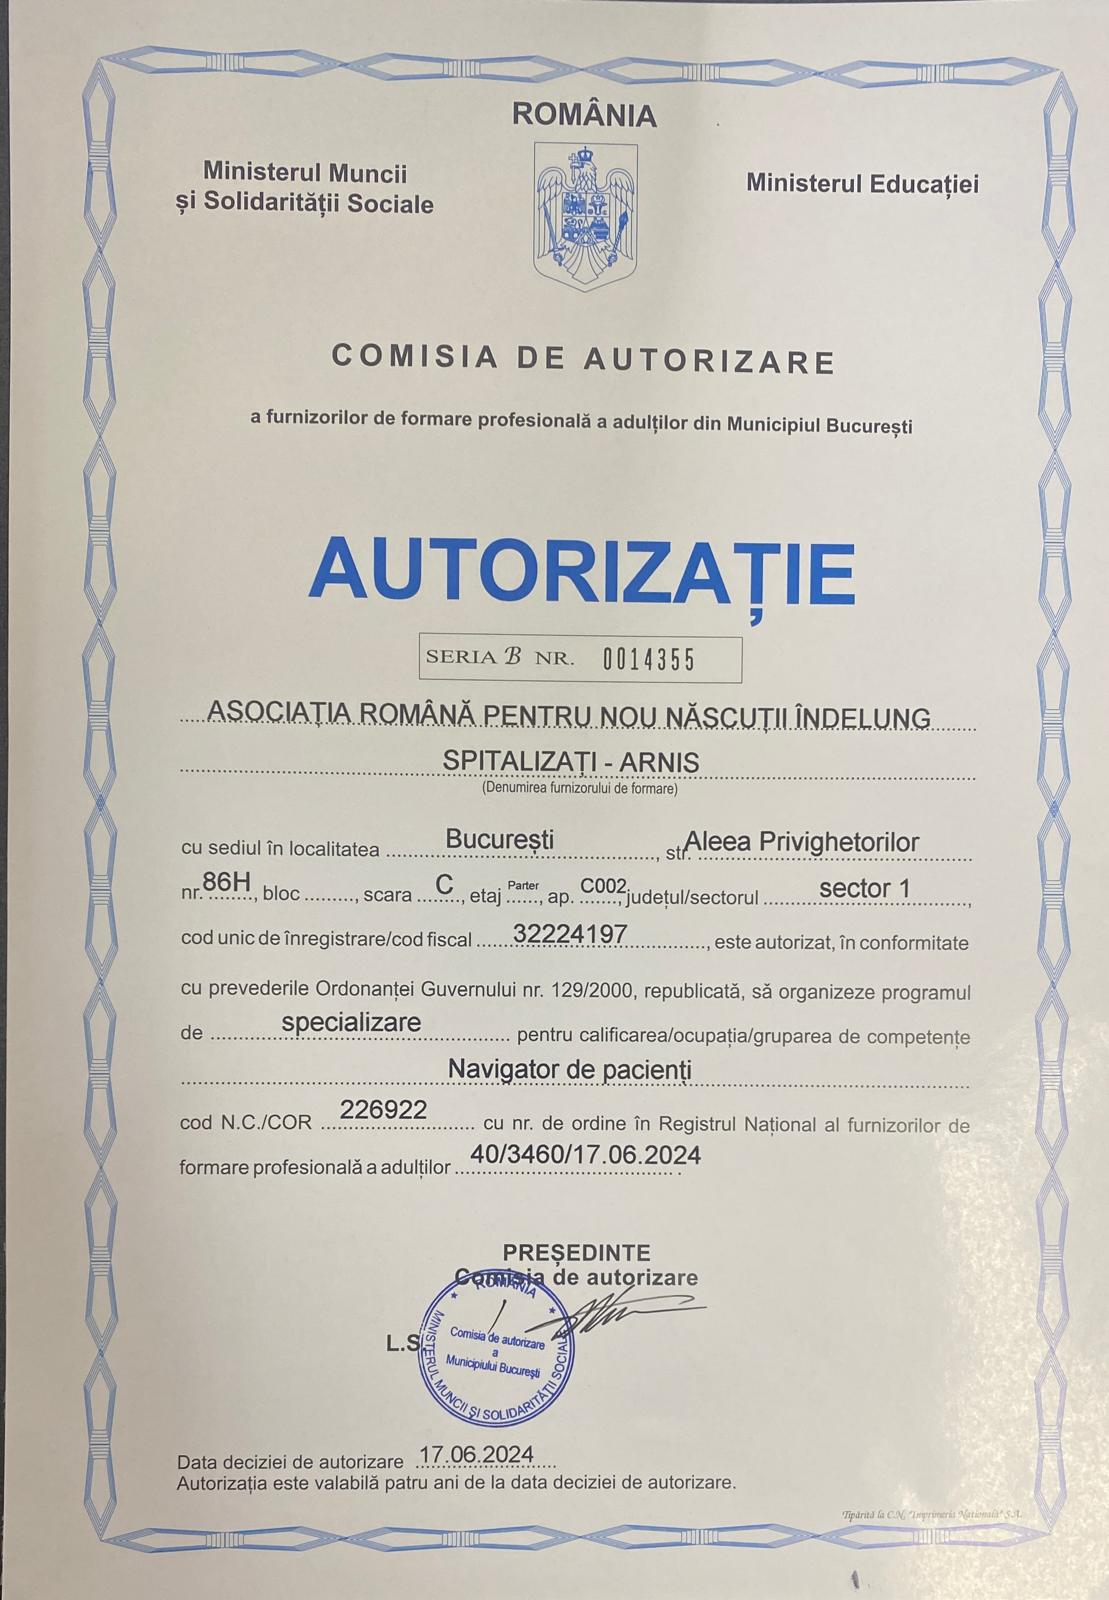 ROMÂNIA
Ministerul Muncii
și Solidarității Sociale
Ministerul Educației
COMISIA DE AUTORIZARE
a furnizorilor de formare profesională a adulților din Municipiul București
AUTORIZAȚIE
SERIA B NR. 0014355
ASOCIAȚIA ROMÂNĂ PENTRU NOU NĂSCUȚII ÎNDELUNG
SPITALIZAȚI - ARNIS
(Denumirea furnizorului de formare)
cu sediul în localitatea București, str. Aleea Privighetorilor
nr. 86H, bloc ........., scara C, etaj Parter, ap. C002, județul/sectorul sector 1,
cod unic de înregistrare/cod fiscal 32224197, este autorizat, în conformitate
cu prevederile Ordonanței Guvernului nr. 129/2000, republicată, să organizeze programul
de specializare pentru calificarea/ocupația/gruparea de competențe
Navigator de pacienți
cod N.C./COR 226922 cu nr. de ordine în Registrul Național al furnizorilor de
formare profesională a adulților 40/3460/17.06.2024
PREȘEDINTE
Comisia de autorizare
L.S.
ROMÂNIA
Comisia de autorizare
a
Municipiului București
MINISTERUL MUNCII ȘI SOLIDARITĂȚII SOCIALE
Data deciziei de autorizare 17.06.2024
Autorizația este valabilă patru ani de la data deciziei de autorizare.
Tipărită la C.N. "Imprimeria Națională" S.A.